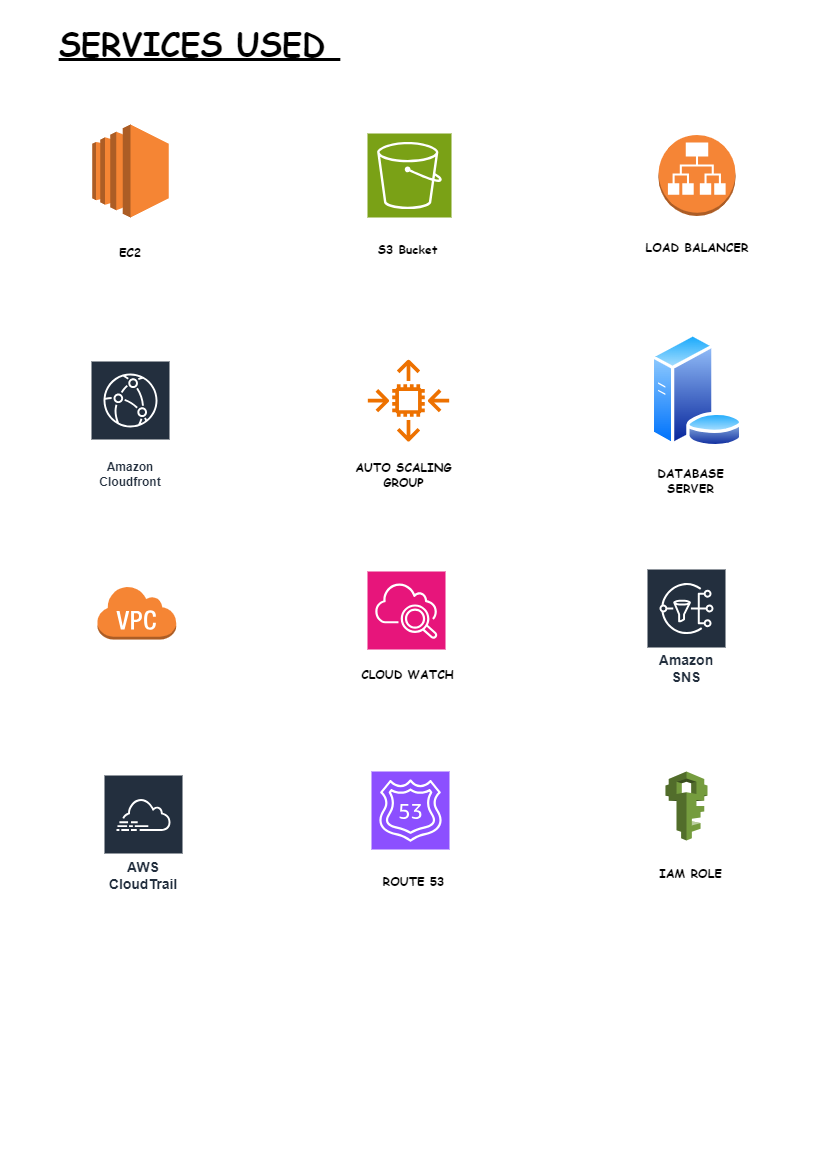 SERVICES USED
EC2
S3 Bucket
LOAD BALANCER
Amazon
Cloudfront
AUTO SCALING
GROUP
DATABASE
SERVER
VPC
CLOUD WATCH
Amazon
SNS
AWS
CloudTrail
53
ROUTE 53
IAM ROLE